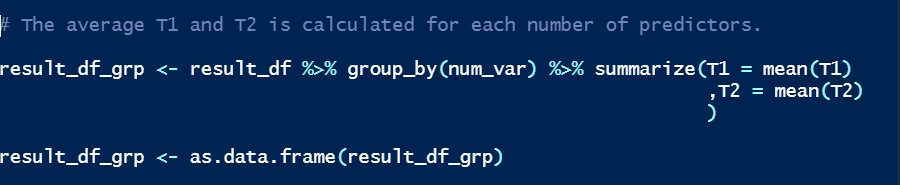 # The average T1 and T2 is calculated for each number of predictors.
result_df_grp <- result_df %>% group_by(num_var) %>% summarize(T1 = mean(T1)
,T2 = mean(T2)
)
result_df_grp <- as.data.frame(result_df_grp)